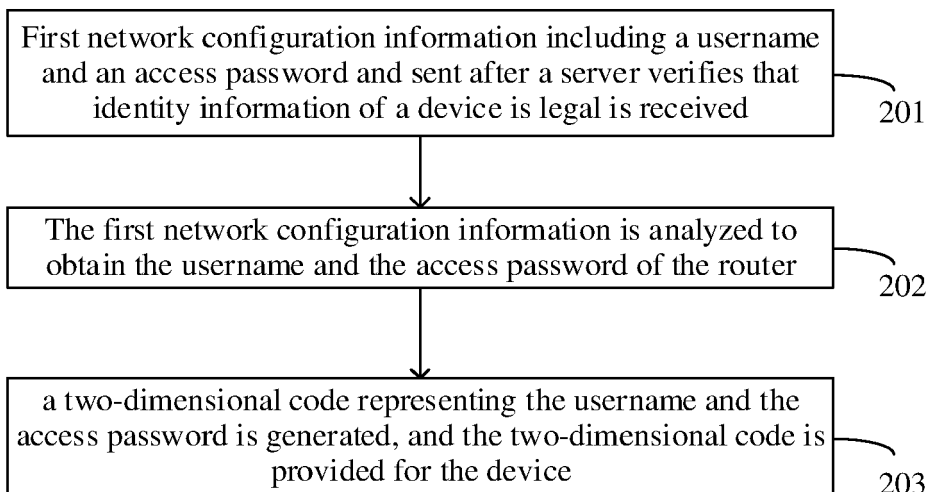 First network configuration information including a username
and an access password and sent after a server verifies that
identity information of a device is legal is received
201
The first network configuration information is analyzed to
obtain the username and the access password of the router
202
a two-dimensional code representing the username and the
access password is generated, and the two-dimensional code is
provided for the device
203